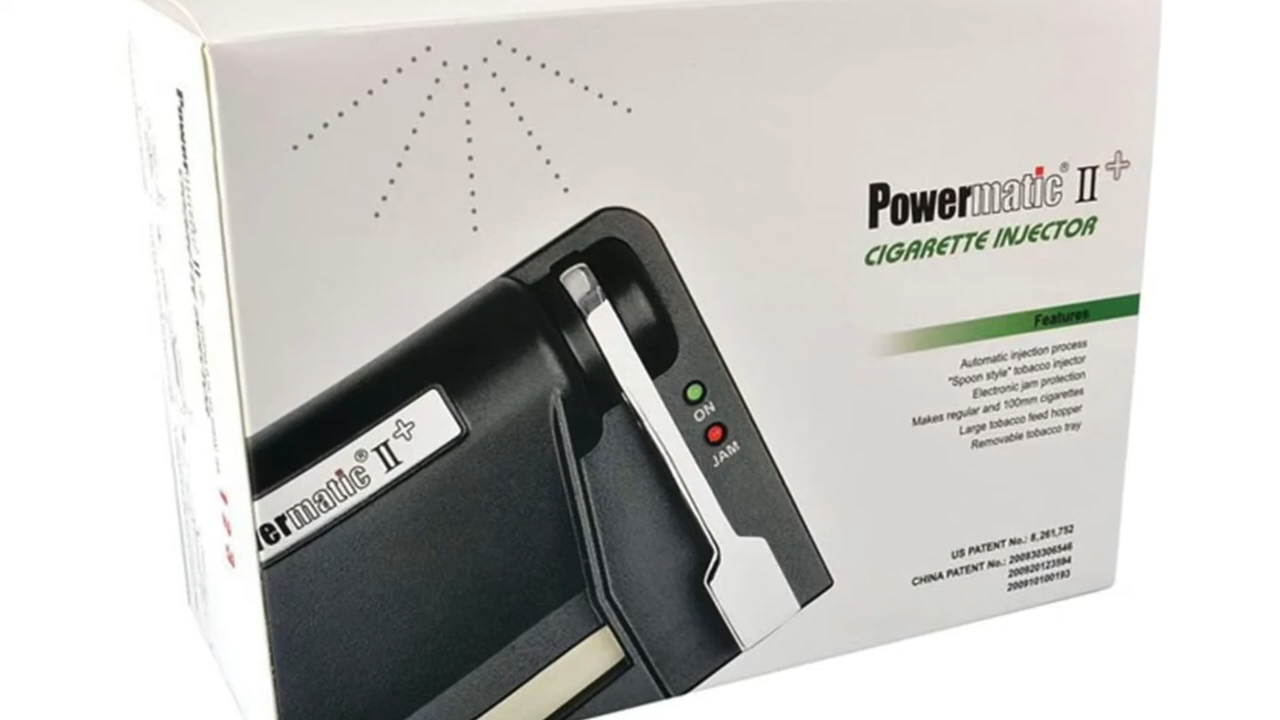 Powermatic® II+
CIGARETTE INJECTOR
Features
Automatic injection process
"Spoon style" tobacco injector
Electronic jam protection
Makes regular and 100mm cigarettes
Large tobacco feed hopper
Removable tobacco tray
ON
JAM
ermatic® II+
US PATENT No.: 8,261,752
CHINA PATENT No.: 200830306546
200920123594
200910100193